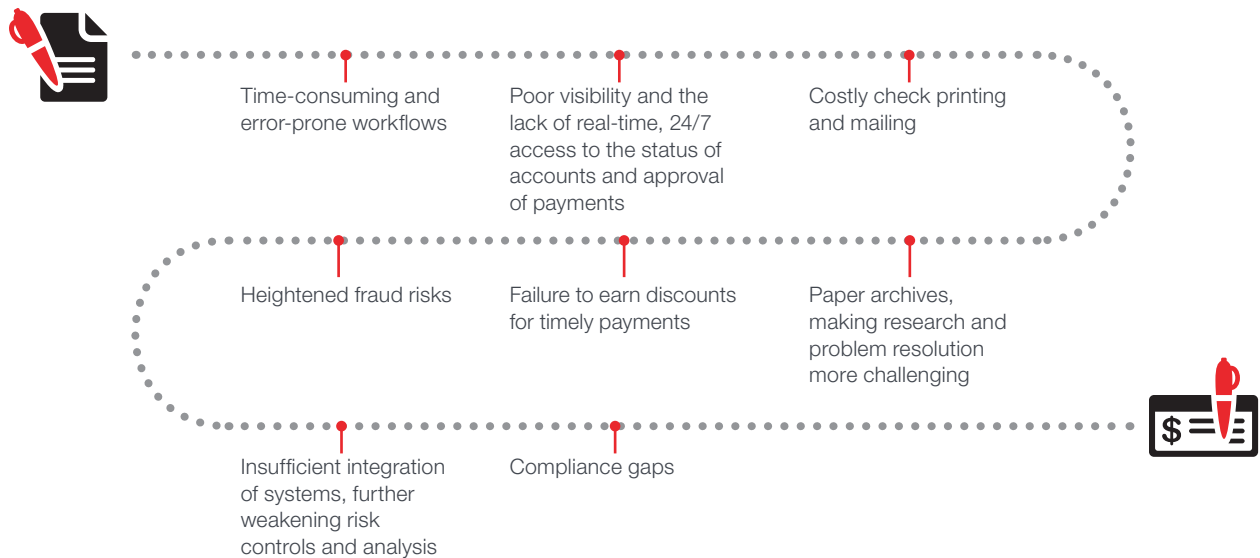 Time-consuming and
error-prone workflows
Poor visibility and the
lack of real-time, 24/7
access to the status of
accounts and approval
of payments
Costly check printing
and mailing
Heightened fraud risks
Failure to earn discounts
for timely payments
Paper archives,
making research and
problem resolution
more challenging
$
Insufficient integration
of systems, further
weakening risk
controls and analysis
Compliance gaps